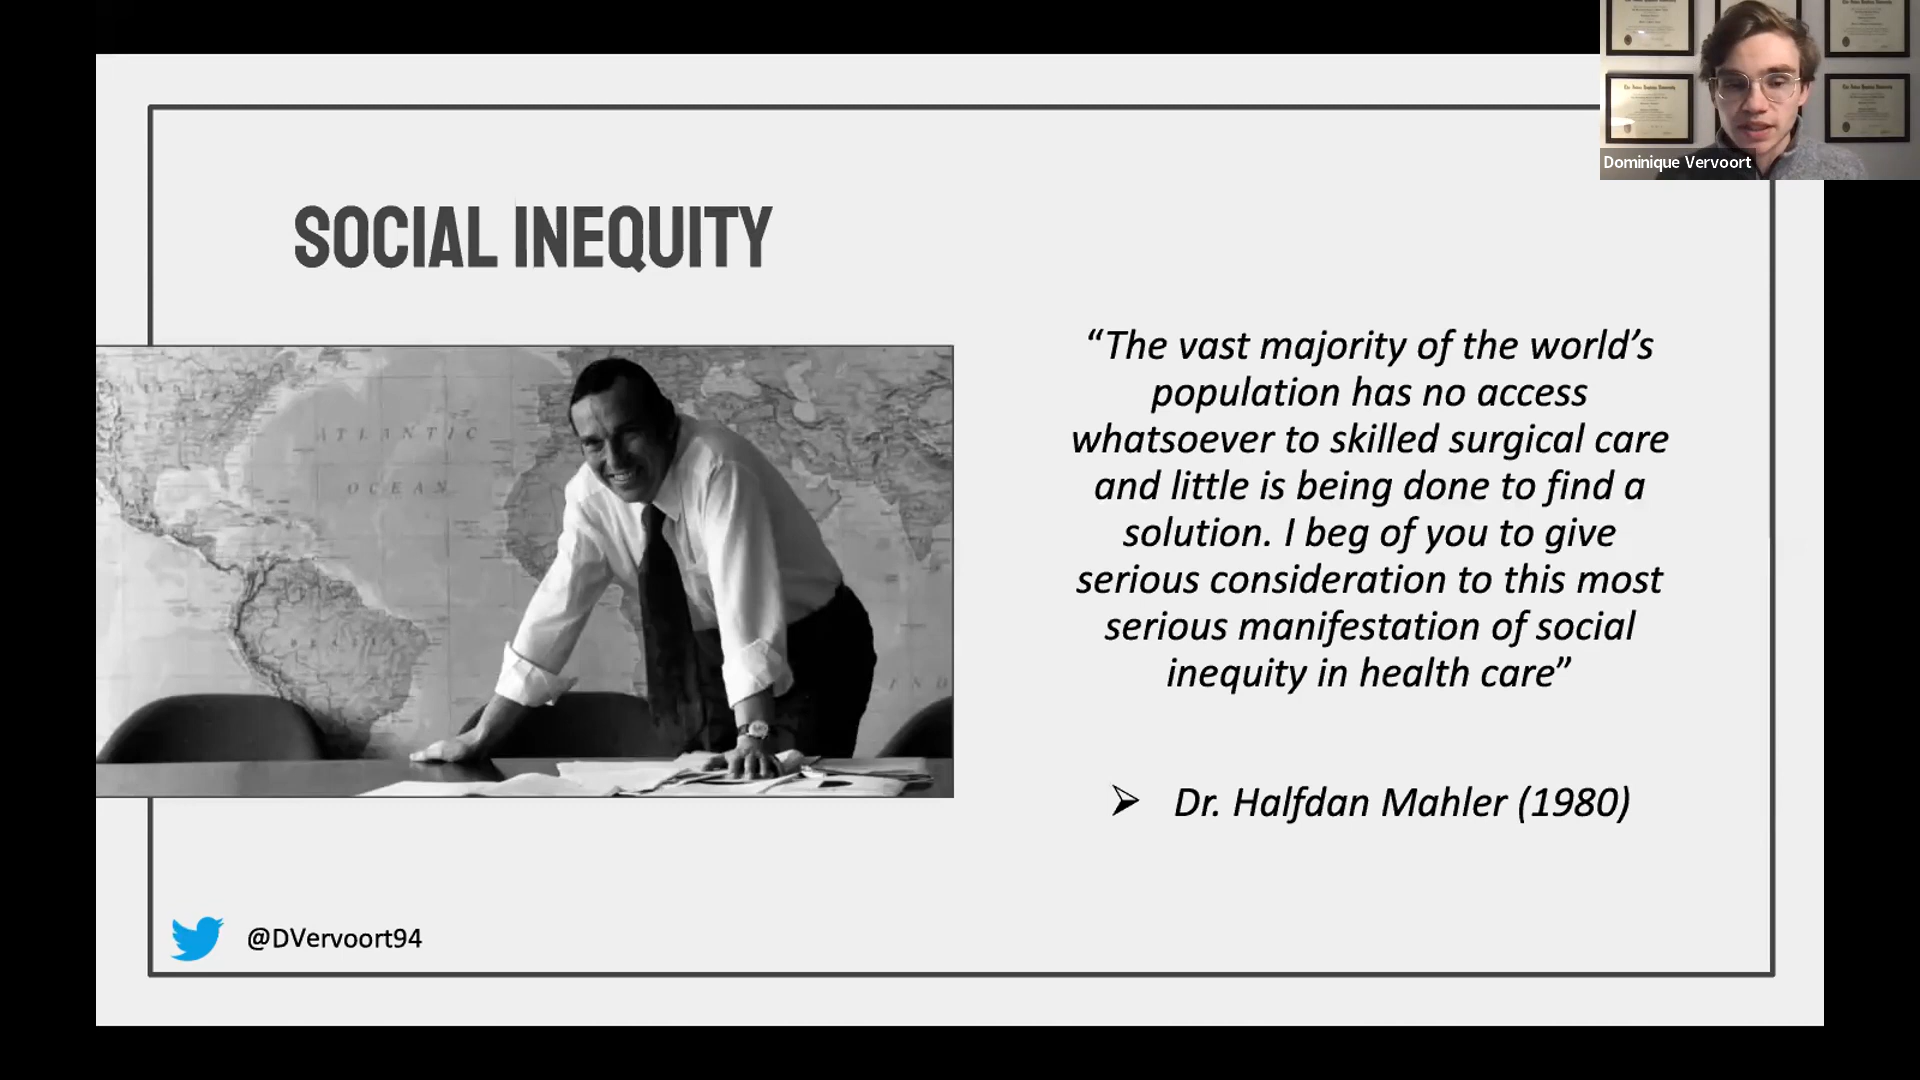 Dominique Vervoort
SOCIAL INEQUITY
ATLANTIC
OCEAN
“The vast majority of the world’s
population has no access
whatsoever to skilled surgical care
and little is being done to find a
solution. I beg of you to give
serious consideration to this most
serious manifestation of social
inequity in health care”
➢ Dr. Halfdan Mahler (1980)
@DVervoort94